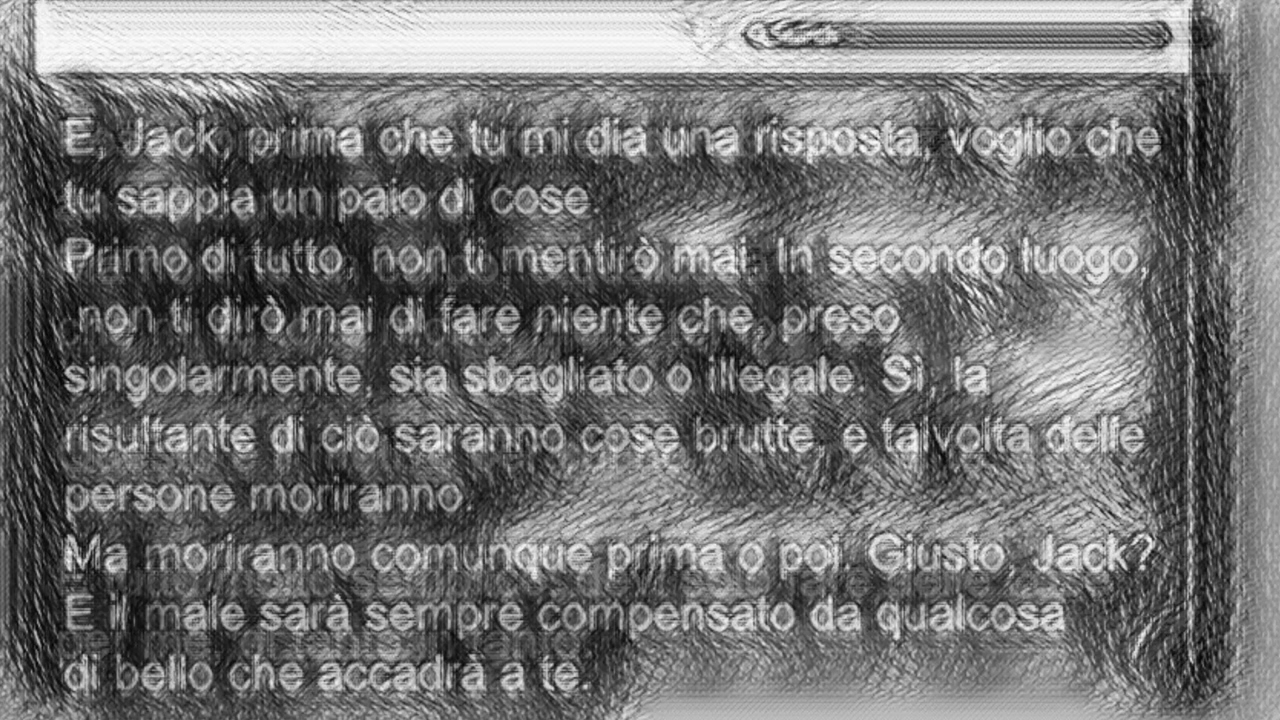 E, Jack, prima che tu mi dia una risposta, voglio che
tu sappia un paio di cose.
Primo di tutto, non ti mentirò mai. In secondo luogo,
non ti dirò mai di fare niente che, preso
singolarmente, sia sbagliato o illegale. Sì, la
risultante di ciò saranno cose brutte, e talvolta delle
persone moriranno.
Ma moriranno comunque prima o poi. Giusto, Jack?
E il male sarà sempre compensato da qualcosa
di bello che accadrà a te.